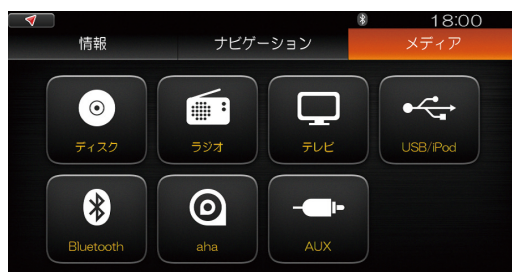 18:00
情報 ナビゲーション メディア
ディスク ラジオ テレビ USB/iPod
Bluetooth aha AUX